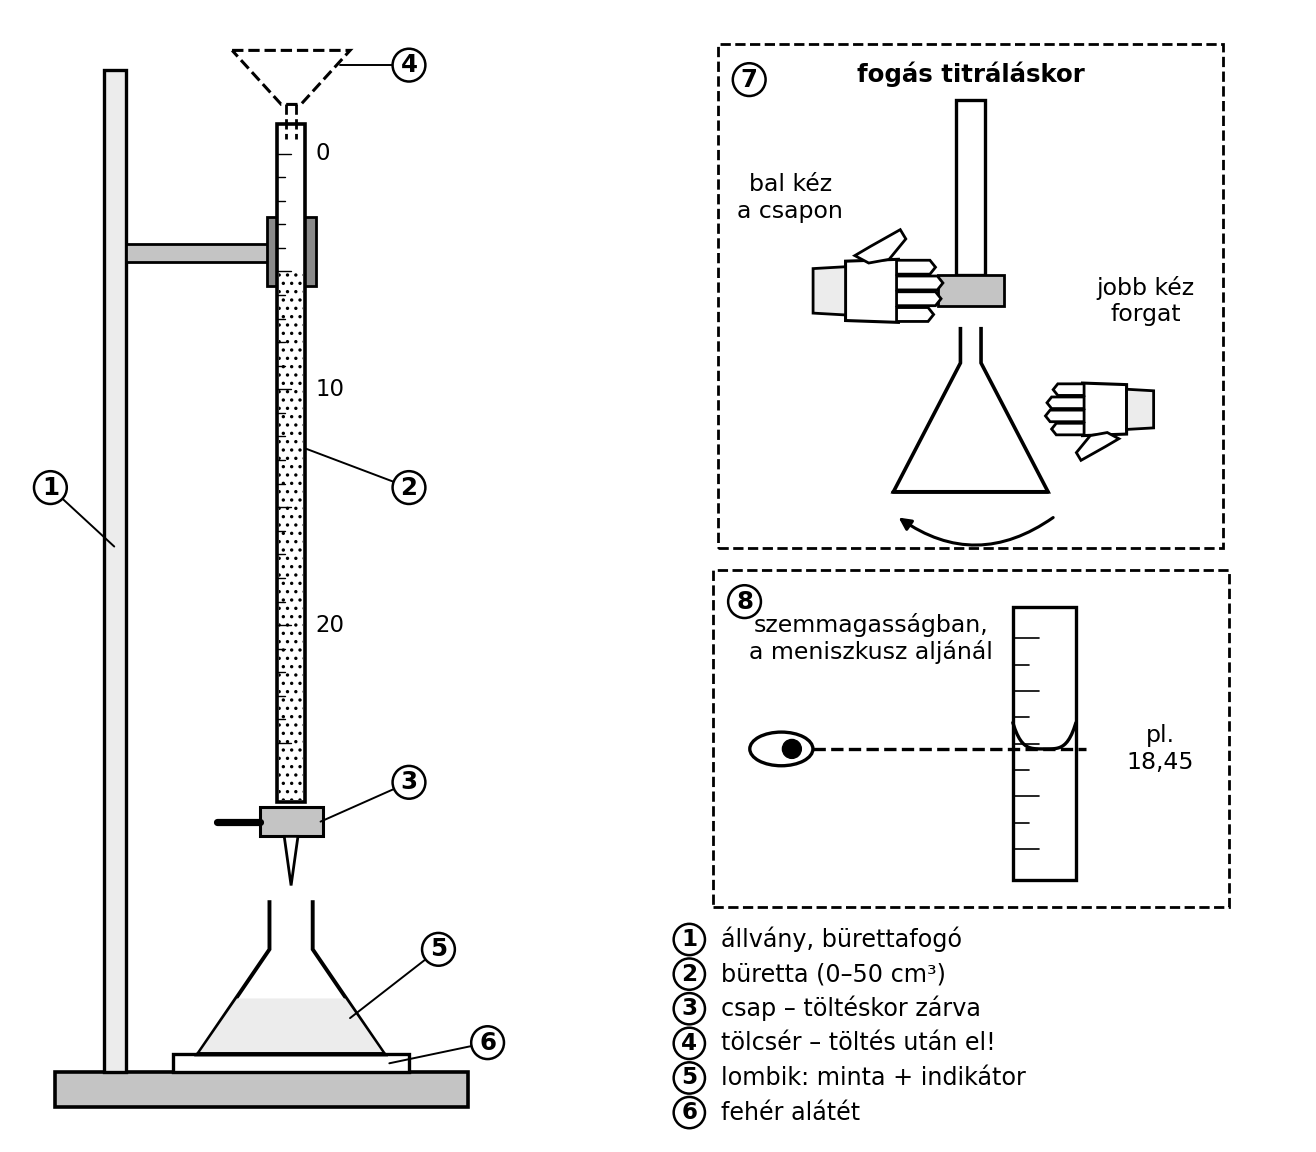 4
0
10
1
2
20
3
5
6
7
fogás titráláskor
bal kéz
a csapon
jobb kéz
forgat
8
szemmagasságban,
a meniszkusz aljánál
pl.
18,45
1 állvány, bürettafogó
2 büretta (0–50 cm³)
3 csap – töltéskor zárva
4 tölcsér – töltés után el!
5 lombik: minta + indikátor
6 fehér alátét